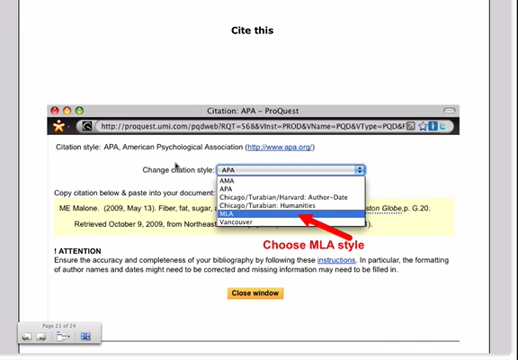 Cite this
Citation: APA – ProQuest
http://proquest.umi.com/pqdweb?RQT=568&VInst=PROD&VName=PQD&VType=PQD&F
Citation style: APA, American Psychological Association (http://www.apa.org/)
Change citation style: APA
AMA
APA
Chicago/Turabian/Harvard: Author-Date
Chicago/Turabian: Humanities
MLA
Vancouver
Copy citation below & paste into your document:
ME Malone. (2009, May 13). Fiber, fat, sugar, ston Globe,p. G.20.
Retrieved October 9, 2009, from Northeast 1).
Choose MLA style
! ATTENTION
Ensure the accuracy and completeness of your bibliography by following these instructions. In particular, the formatting
of author names and dates might need to be corrected and missing information may need to be filled in.
Close window
Page 21 of 24